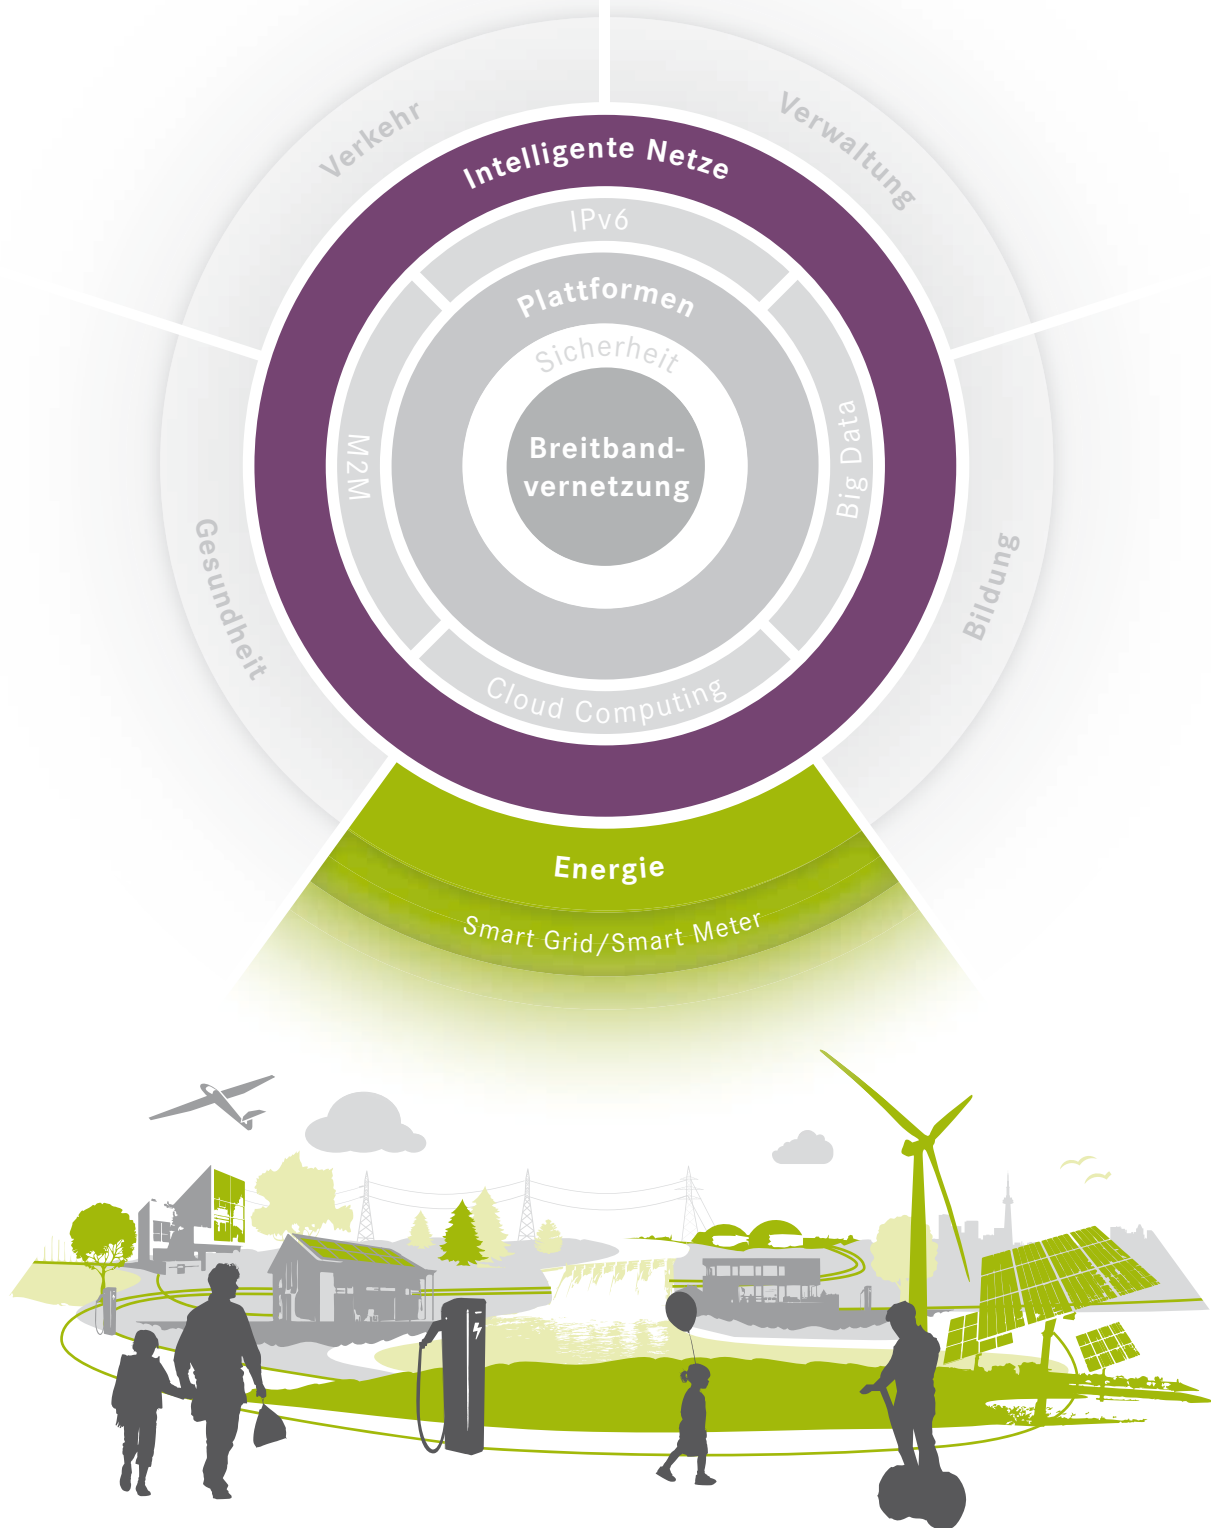 Verkehr
Verwaltung
Intelligente Netze
IPv6
Plattformen
Sicherheit
Breitband-
vernetzung
M2M
Big Data
Gesundheit
Bildung
Cloud Computing
Energie
Smart Grid/Smart Meter